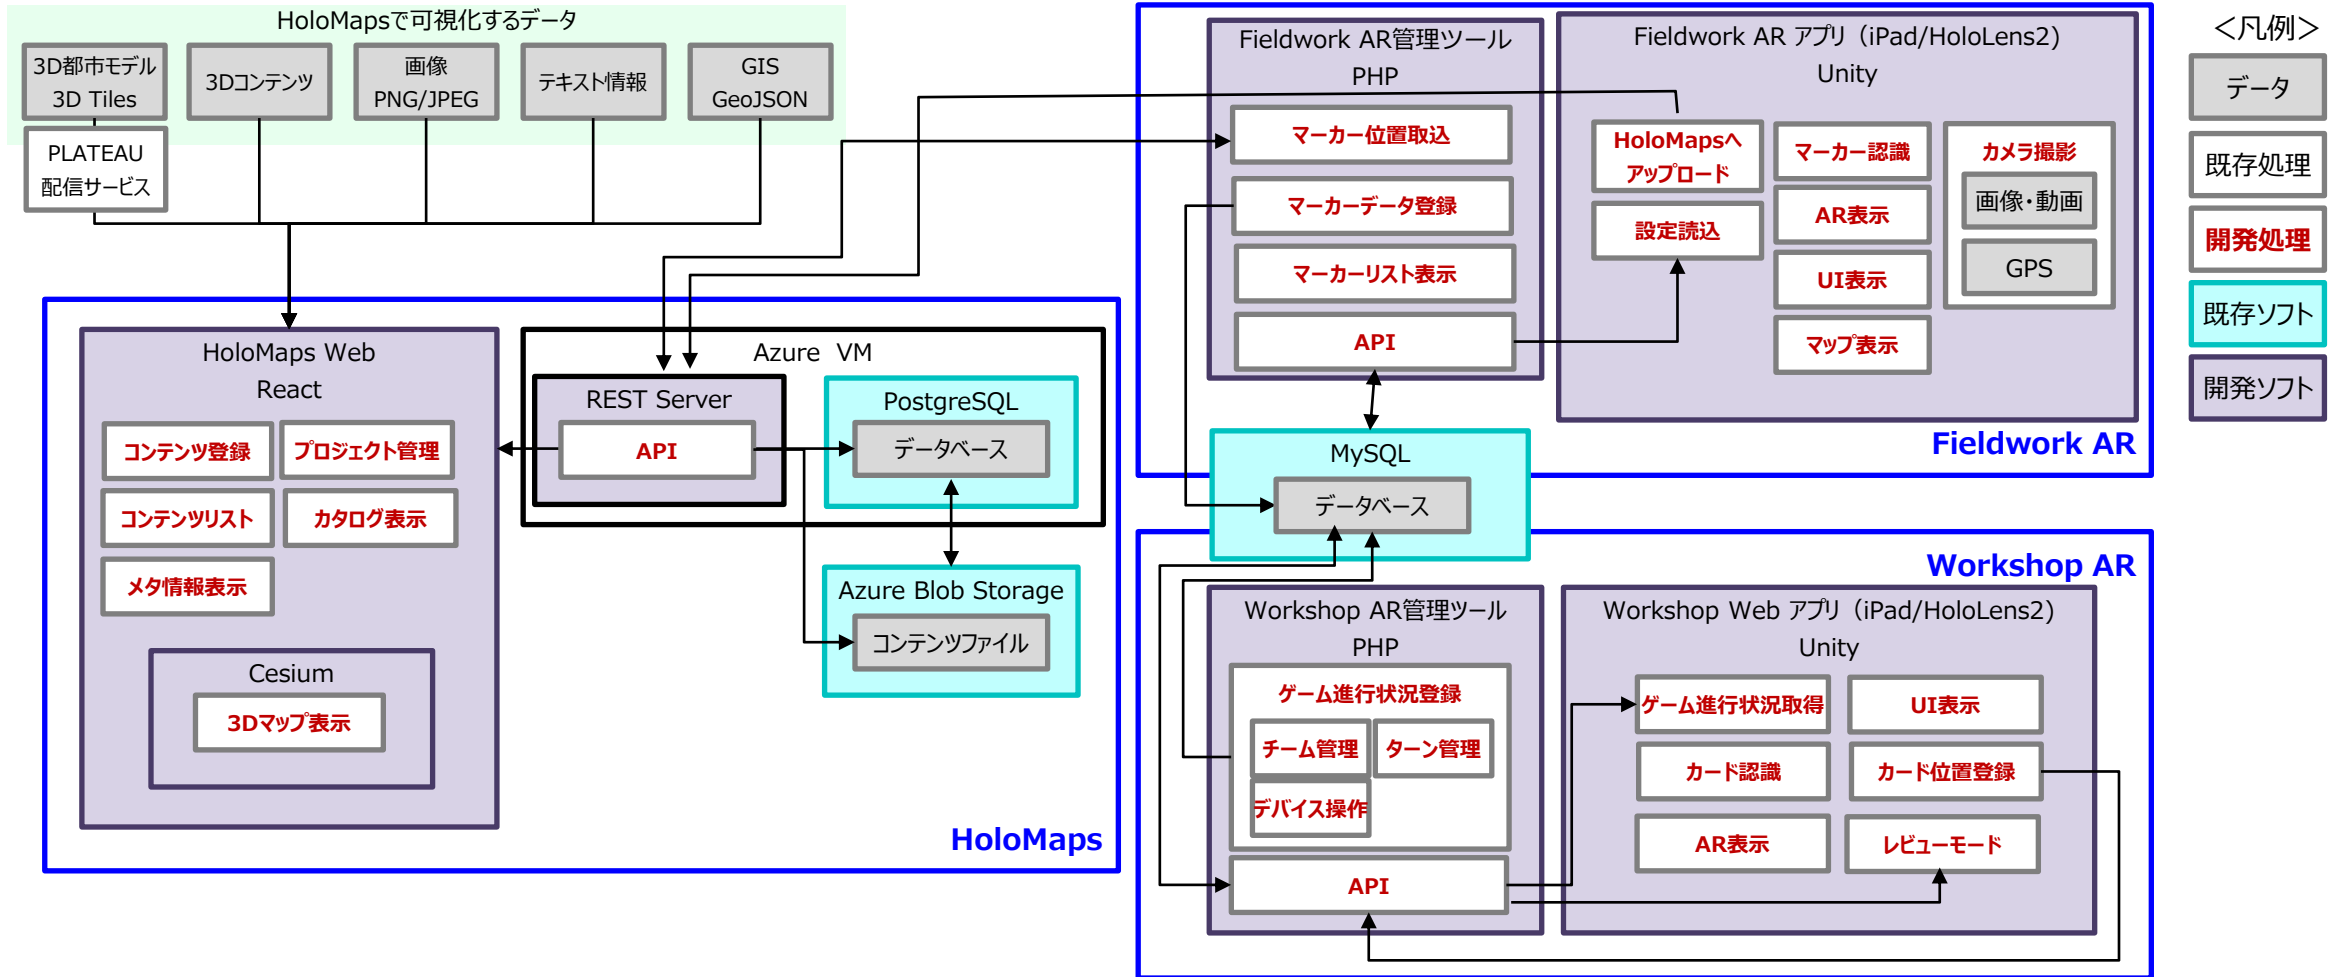 HoloMapsで可視化するデータ
3D都市モデル
3D Tiles
3Dコンテンツ
画像
PNG/JPEG
テキスト情報
GIS
GeoJSON
PLATEAU
配信サービス
HoloMaps Web
React
コンテンツ登録
プロジェクト管理
コンテンツリスト
カタログ表示
メタ情報表示
Cesium
3Dマップ表示
Azure VM
REST Server
API
PostgreSQL
データベース
Azure Blob Storage
コンテンツファイル
HoloMaps
Fieldwork AR管理ツール
PHP
マーカー位置取込
マーカーデータ登録
マーカーリスト表示
API
Fieldwork AR アプリ（iPad/HoloLens2）
Unity
HoloMapsへ
アップロード
設定読込
マーカー認識
AR表示
UI表示
マップ表示
カメラ撮影
画像・動画
GPS
Fieldwork AR
MySQL
データベース
Workshop AR
Workshop AR管理ツール
PHP
ゲーム進行状況登録
チーム管理
ターン管理
デバイス操作
API
Workshop Web アプリ（iPad/HoloLens2）
Unity
ゲーム進行状況取得
UI表示
カード認識
カード位置登録
AR表示
レビューモード
＜凡例＞
データ
既存処理
開発処理
既存ソフト
開発ソフト